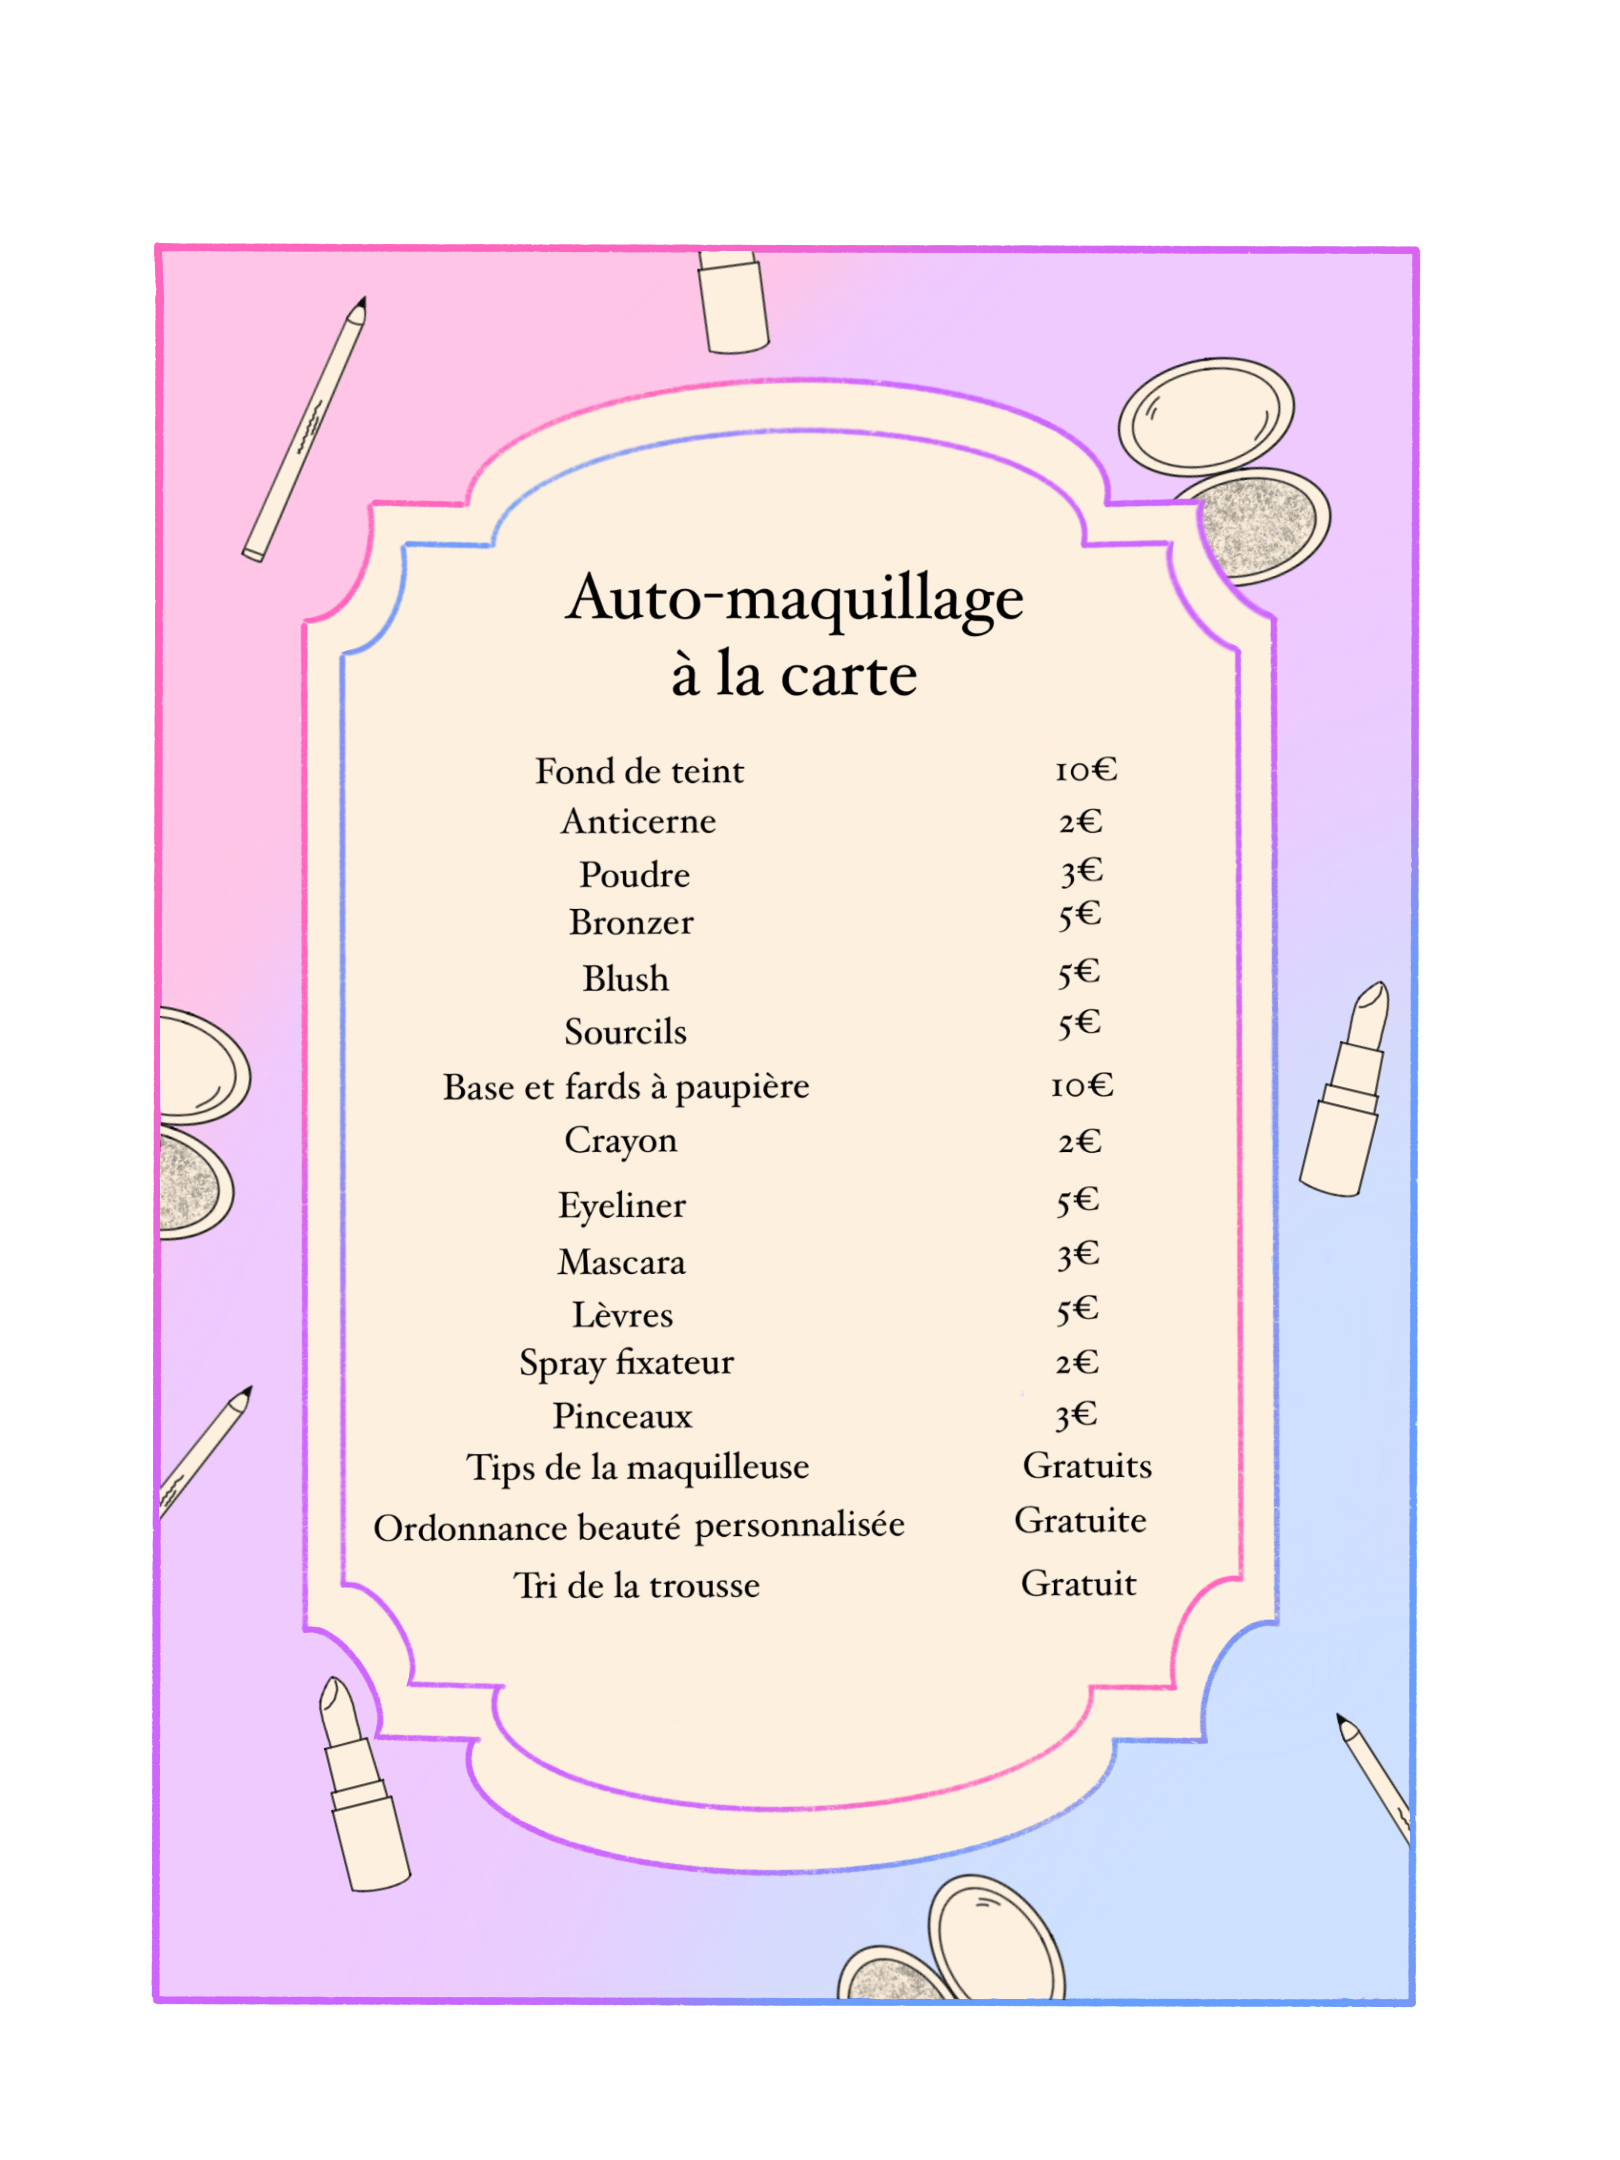 Auto-maquillage
à la carte
Fond de teint 10€
Anticerne 2€
Poudre 3€
Bronzer 5€
Blush 5€
Sourcils 5€
Base et fards à paupière 10€
Crayon 2€
Eyeliner 5€
Mascara 3€
Lèvres 5€
Spray fixateur 2€
Pinceaux 3€
Tips de la maquilleuse Gratuits
Ordonnance beauté personnalisée Gratuite
Tri de la trousse Gratuit